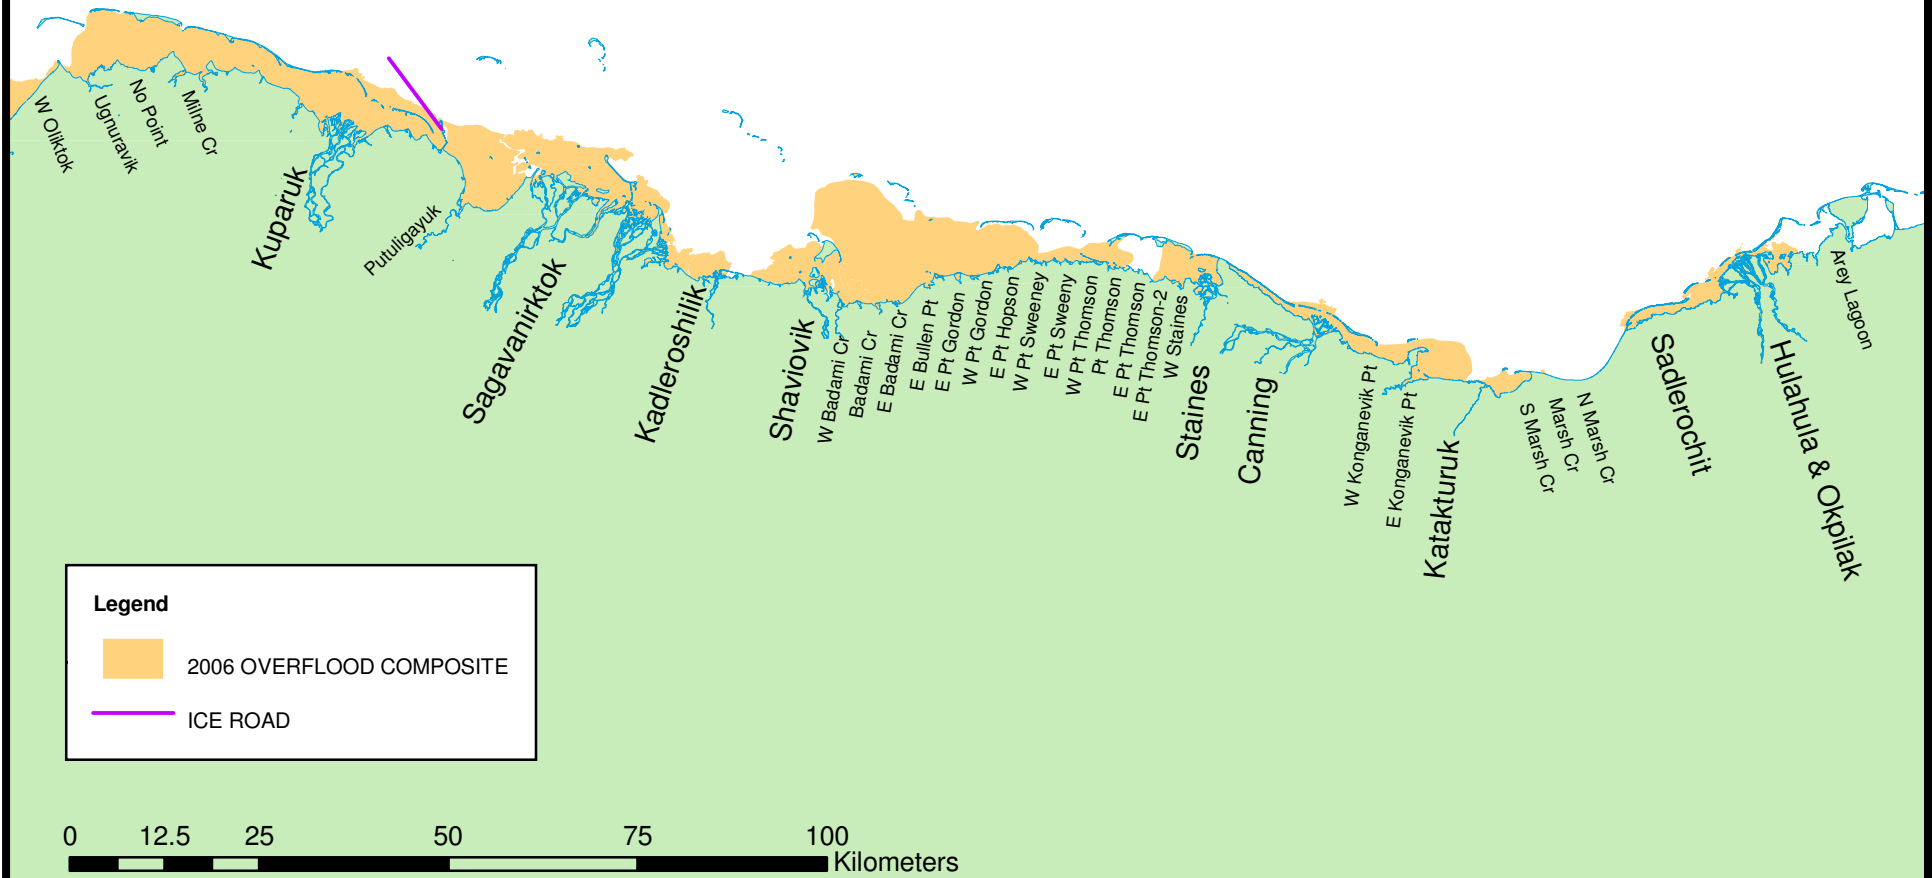 W Oliktok
Ugnuravik
No Point
Milne Cr
Kuparuk
Putuligayuk
Sagavanirktok
Kadleroshilik
Shaviovik
W Badami Cr
Badami Cr
E Badami Cr
E Bullen Pt
E Pt Gordon
W Pt Gordon
E Pt Hopson
W Pt Sweeney
E Pt Sweeny
W Pt Thomson
Pt Thomson
E Pt Thomson
E Pt Thomson-2
W Staines
Staines
Canning
W Konganevik Pt
E Konganevik Pt
Katakturuk
S Marsh Cr
Marsh Cr
N Marsh Cr
Sadlerochit
Hulahula & Okpilak
Arey Lagoon
Legend
2006 OVERFLOOD COMPOSITE
ICE ROAD
0 12.5 25 50 75 100
Kilometers